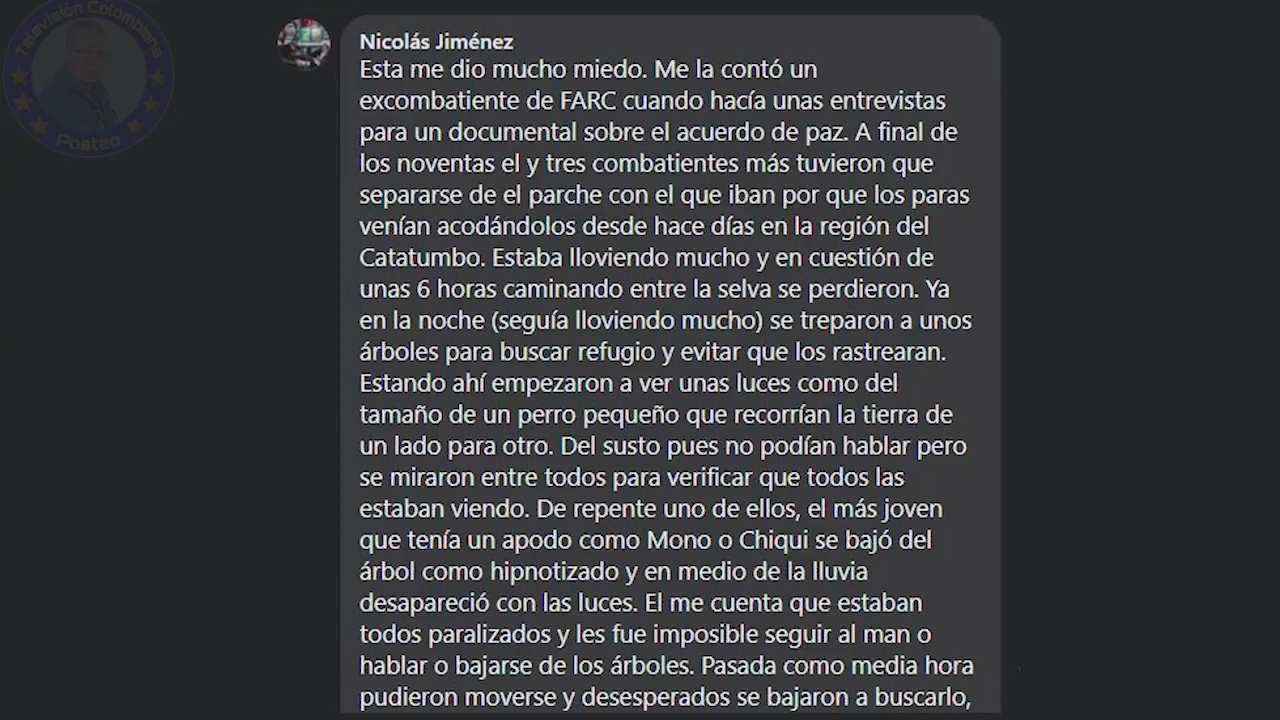 Televisión Colombiana
Posteo
Nicolás Jiménez
Esta me dio mucho miedo. Me la contó un
excombatiente de FARC cuando hacía unas entrevistas
para un documental sobre el acuerdo de paz. A final de
los noventas el y tres combatientes más tuvieron que
separarse de el parche con el que iban por que los paras
venían acodándolos desde hace días en la región del
Catatumbo. Estaba lloviendo mucho y en cuestión de
unas 6 horas caminando entre la selva se perdieron. Ya
en la noche (seguía lloviendo mucho) se treparon a unos
árboles para buscar refugio y evitar que los rastrearan.
Estando ahí empezaron a ver unas luces como del
tamaño de un perro pequeño que recorrían la tierra de
un lado para otro. Del susto pues no podían hablar pero
se miraron entre todos para verificar que todos las
estaban viendo. De repente uno de ellos, el más joven
que tenía un apodo como Mono o Chiqui se bajó del
árbol como hipnotizado y en medio de la lluvia
desapareció con las luces. El me cuenta que estaban
todos paralizados y les fue imposible seguir al man o
hablar o bajarse de los árboles. Pasada como media hora
pudieron moverse y desesperados se bajaron a buscarlo,